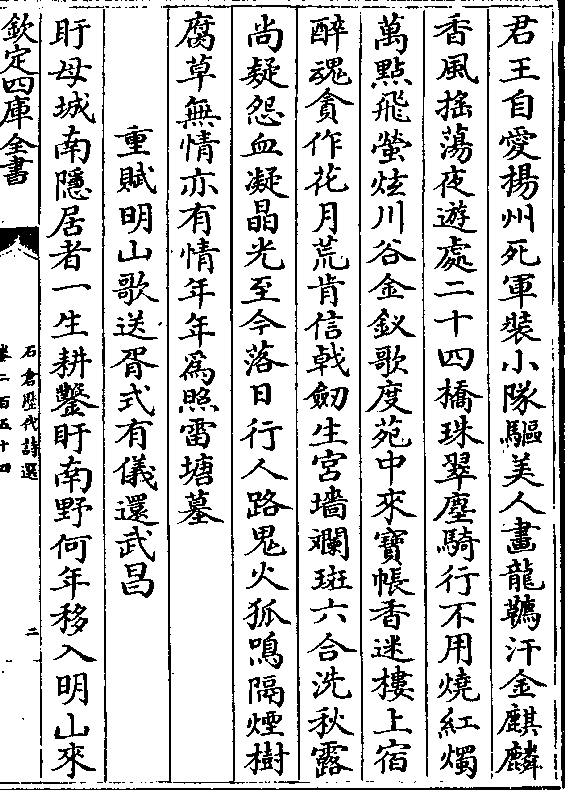 君王自愛揚州死軍裝小隊驅美人畫龍鞴汗金麒麟
香風搖蕩夜遊處二十四橋珠翠塵騎行不用燒紅燭
萬點飛螢炫川谷金釵歌度苑中來寶帳香迷樓上宿
醉魂貪作花月荒肯信戟劒生宮墻斕斑六合洗秋露
尚疑怨血凝晶光至今落日行人路鬼火狐鳴隔煙樹
腐草無情亦有情年年爲照雷塘墓
重賦明山歌送胥式有儀還武昌
盱母城南隱居者一生耕鑿盱南野何年移入明山來
欽定四庫全書
石倉歷代詩選
卷二百五十四
二